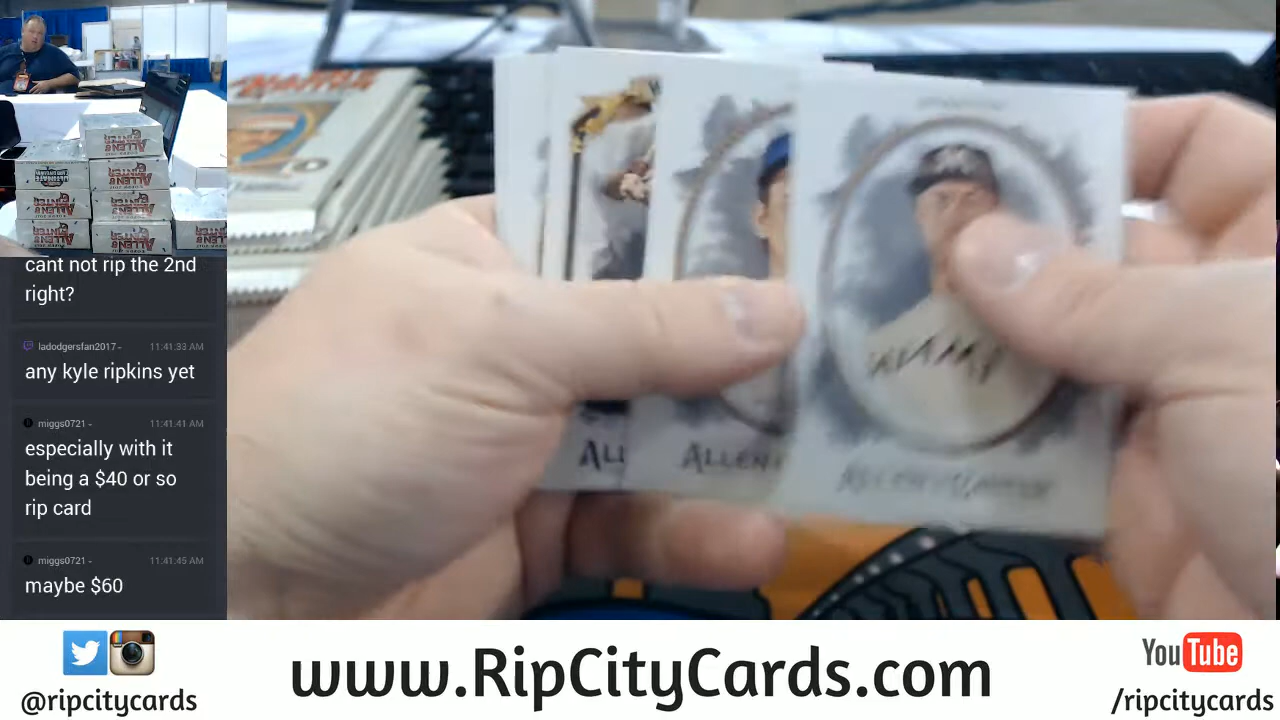 cant not rip the 2nd
right?
ladodgersfan2017- 11:41:33 AM
any kyle ripkins yet
miggs0721- 11:41:41 AM
especially with it
being a $40 or so
rip card
miggs0721- 11:41:45 AM
maybe $60
ALLEN
@ripcitycards
www.RipCityCards.com
YouTube
/ripcitycards